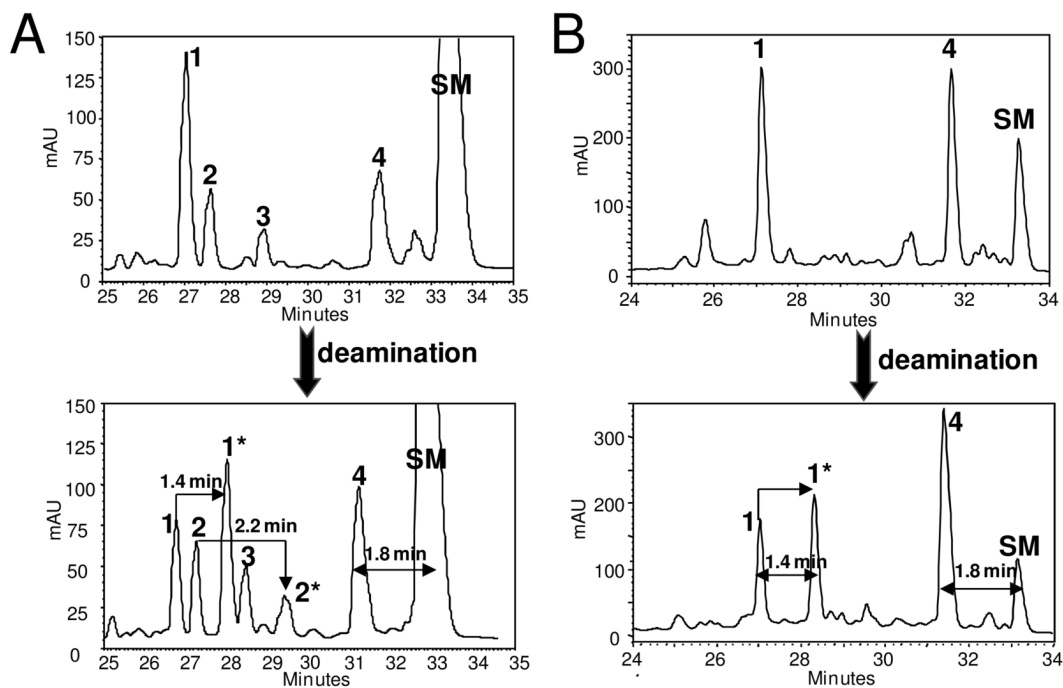 A
150
125
100
75
50
25
0
mAU
1
2
3
4
SM
25 26 27 28 29 30 31 32 33 34 35
Minutes
deamination
150
125
100
75
50
25
0
mAU
1*
1.4 min
1 2
2.2 min
3
2*
4
1.8 min
SM
25 26 27 28 29 30 31 32 33 34 35
Minutes
B
300
200
100
0
mAU
1
4
SM
24 26 28 30 32 34
Minutes
deamination
300
200
100
0
mAU
1
1*
1.4 min
4
SM
1.8 min
24 26 28 30 32 34
Minutes